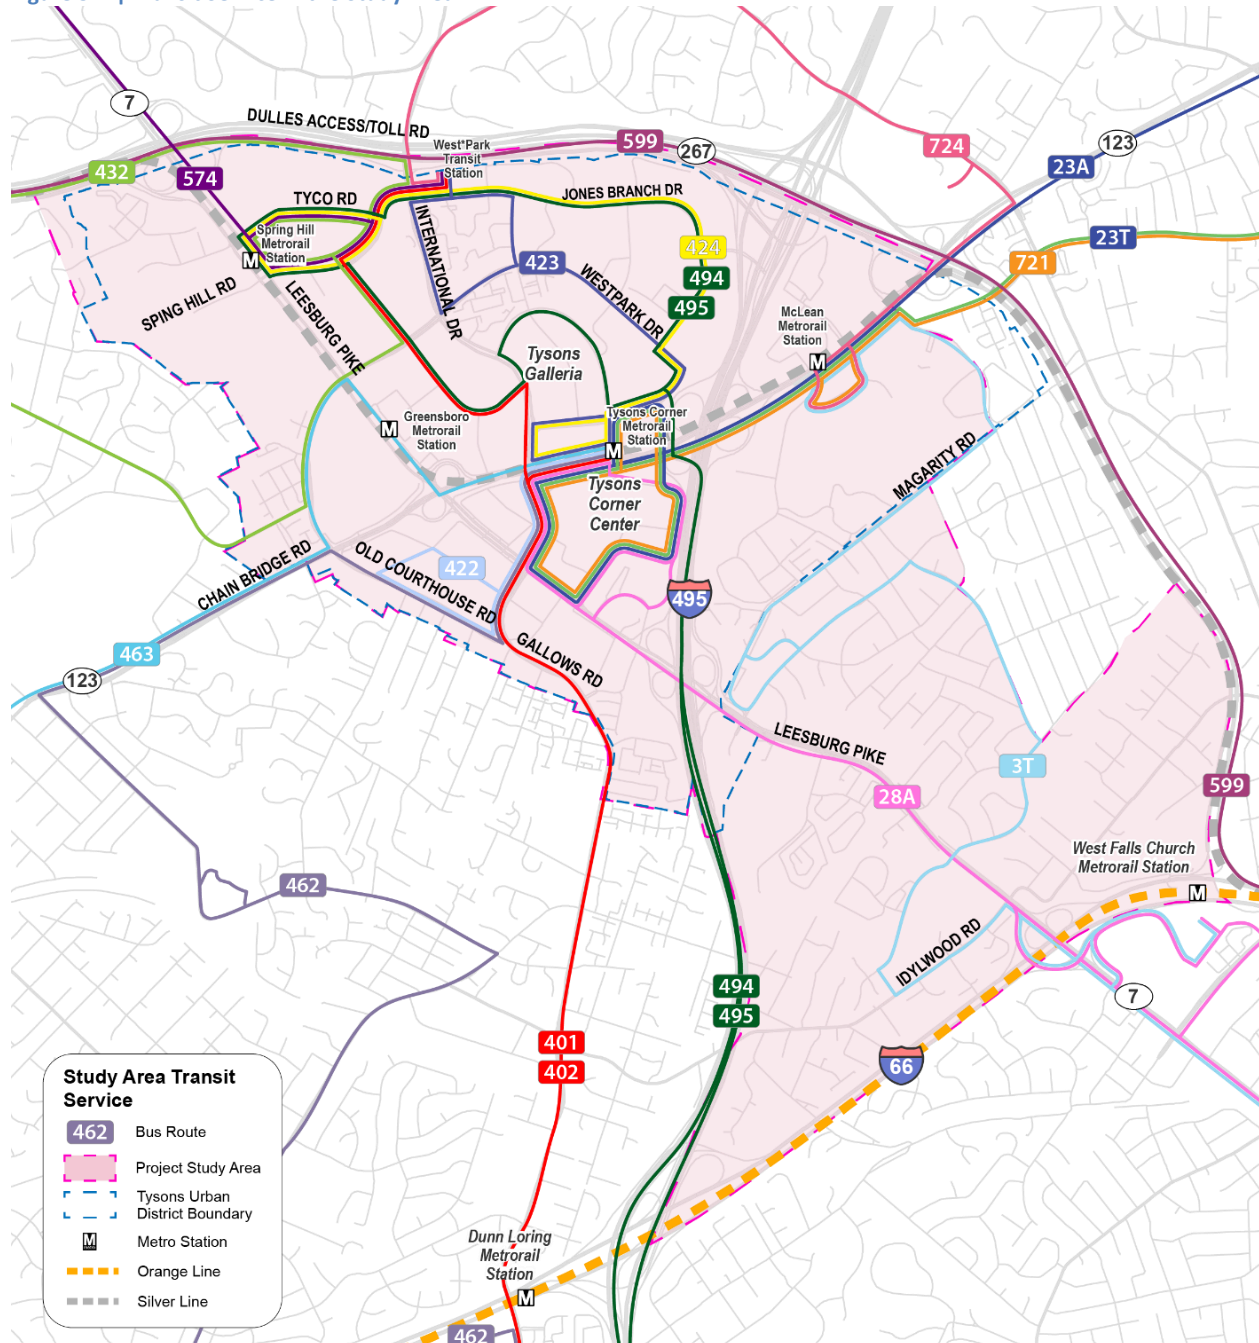 7
DULLES ACCESS/TOLL RD
599
267
West*Park
Transit
Station
724
123
23A
432
574
TYCO RD
JONES BRANCH DR
Spring Hill
Metrorail
Station
M
INTERNATIONAL DR
423
424
494
495
23T
721
SPING HILL RD
LEESBURG PIKE
WESTPARK DR
McLean
Metrorail
Station
M
Tysons
Galleria
M
Greensboro
Metrorail
Station
Tysons Corner
Metrorail
Station
M
Tysons
Corner
Center
MAGARITY RD
CHAIN BRIDGE RD
OLD COURTHOUSE RD
422
495
463
123
GALLOWS RD
LEESBURG PIKE
3T
28A
599
West Falls Church
Metrorail Station
M
462
IDYLWOOD RD
494
495
7
401
402
66
Study Area Transit
Service
462
Bus Route
Project Study Area
Tysons Urban
District Boundary
M
Metro Station
Orange Line
Silver Line
Dunn Loring
Metrorail
Station
M
462